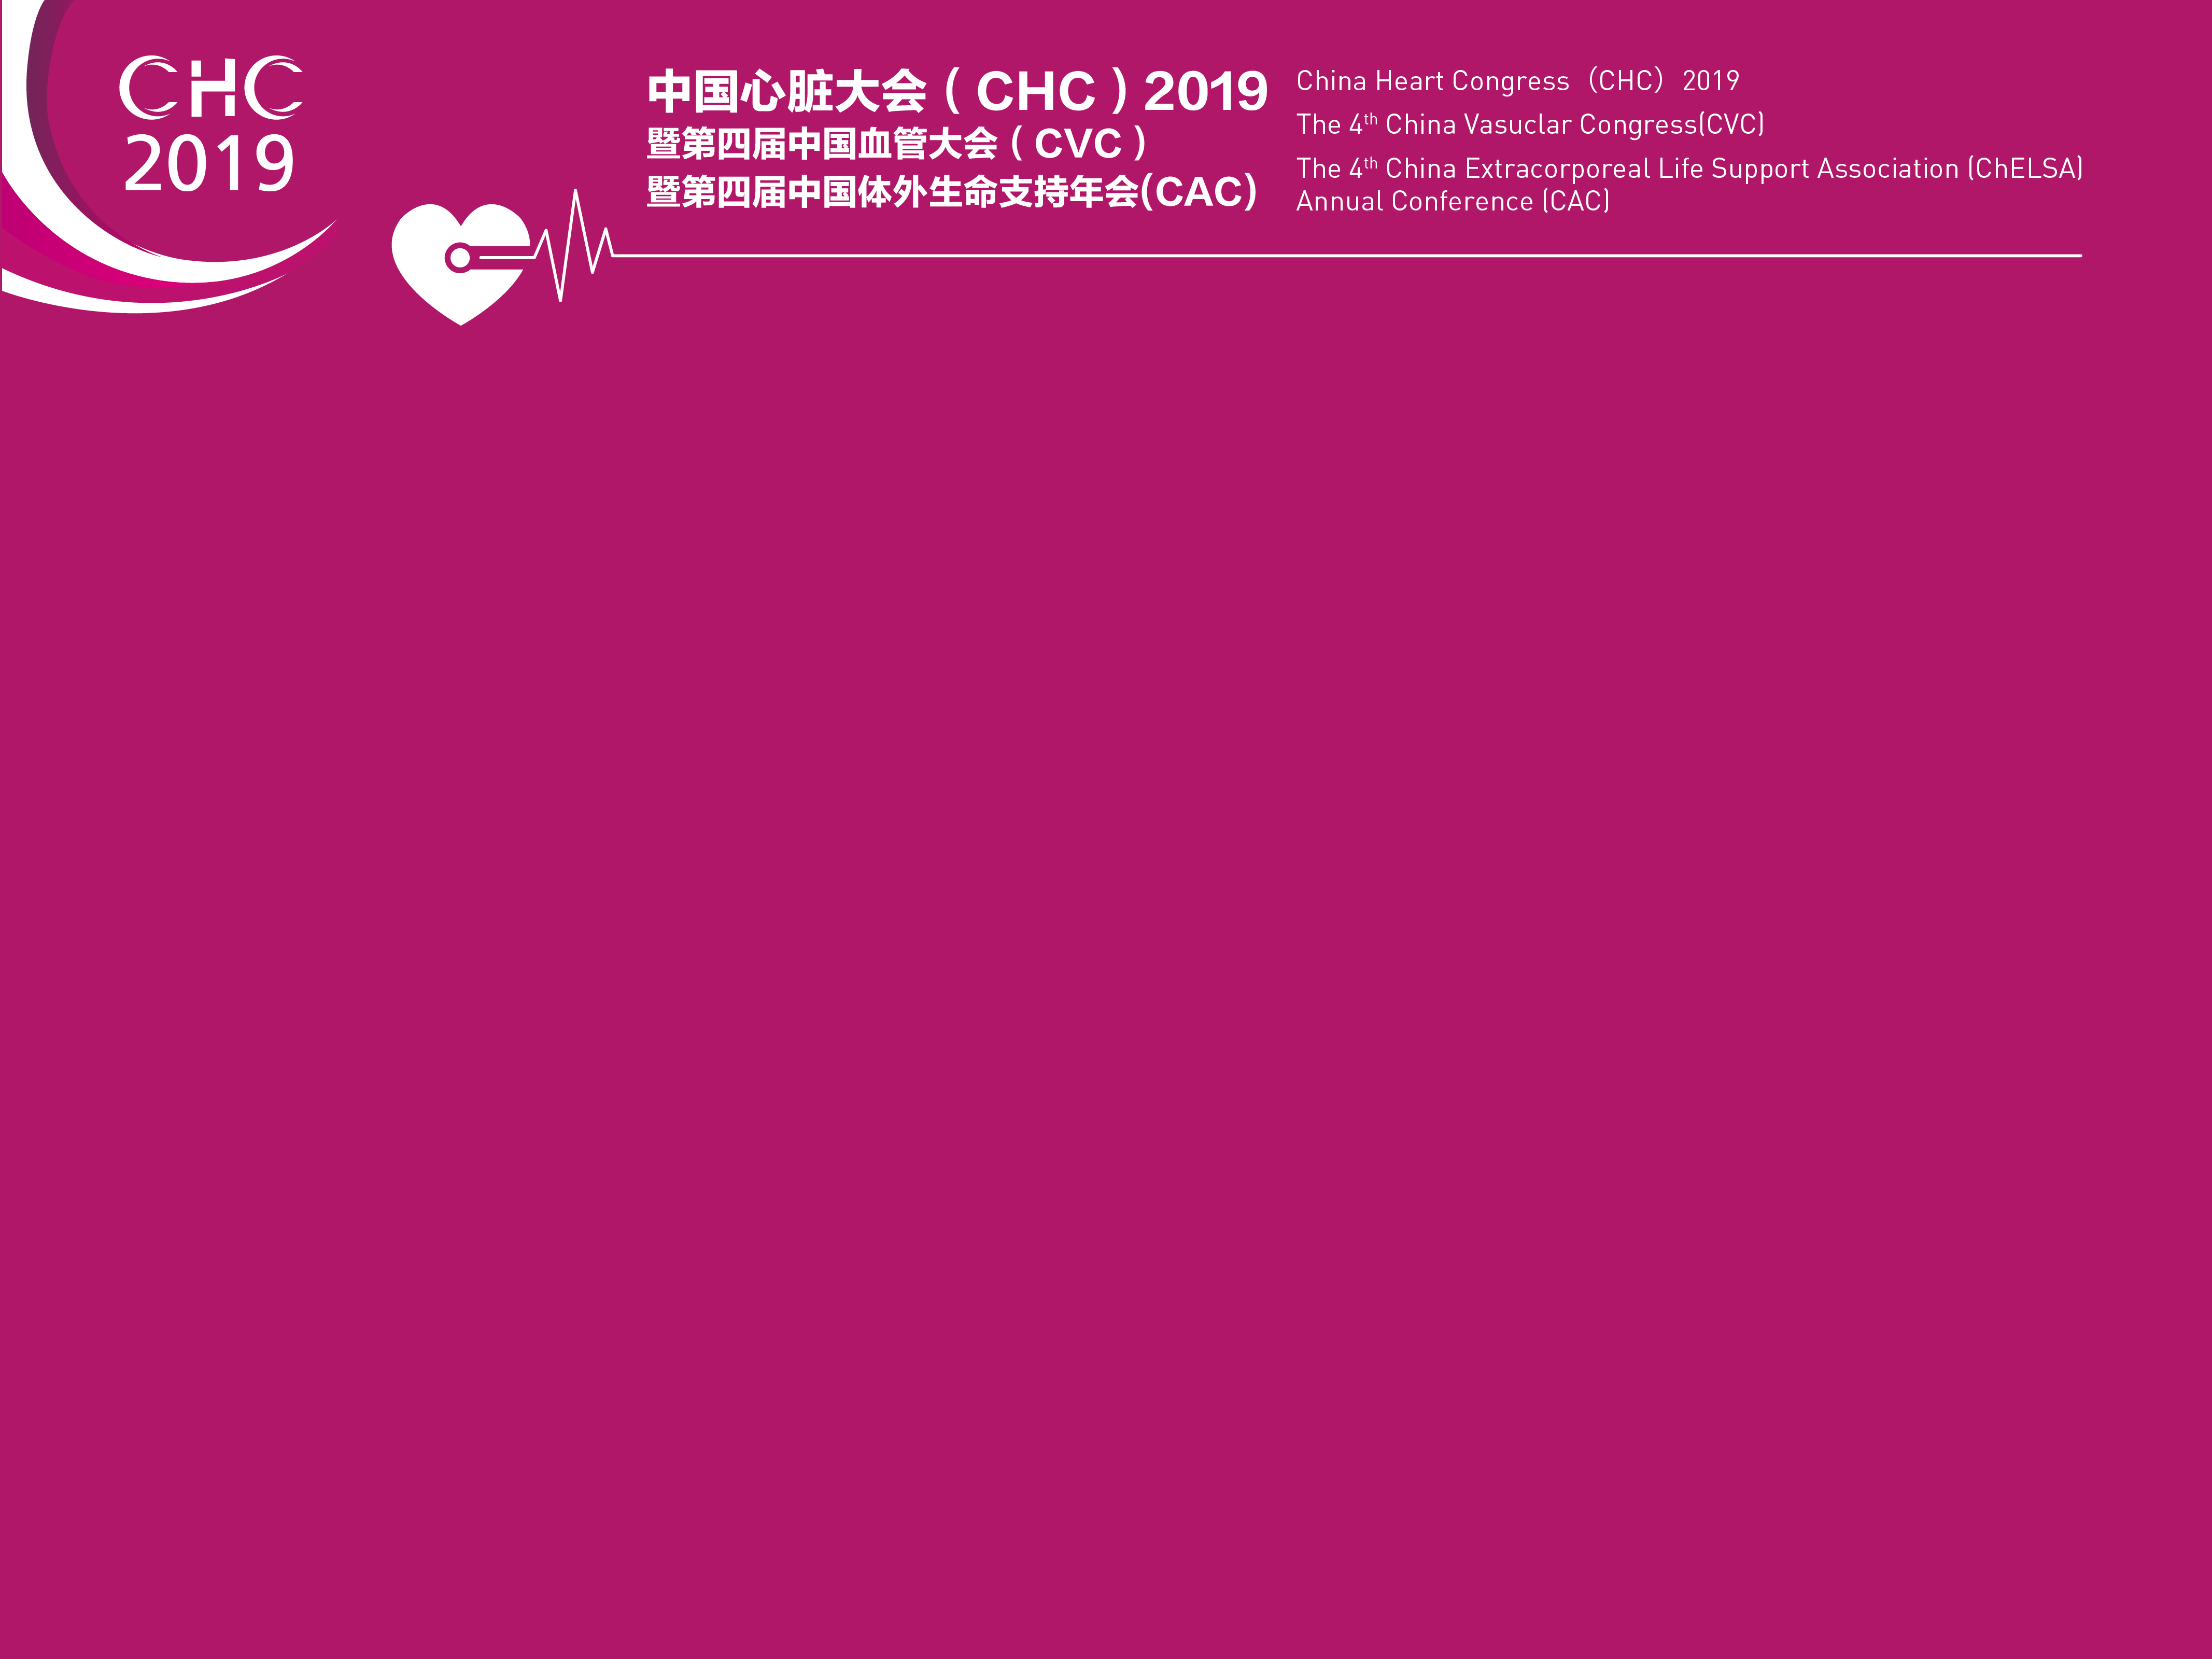 CHC
2019
中国心脏大会（CHC）2019
暨第四届中国血管大会（CVC）
暨第四届中国体外生命支持年会(CAC)
China Heart Congress（CHC）2019
The 4th China Vasuclar Congress(CVC)
The 4th China Extracorporeal Life Support Association (ChELSA)
Annual Conference (CAC)